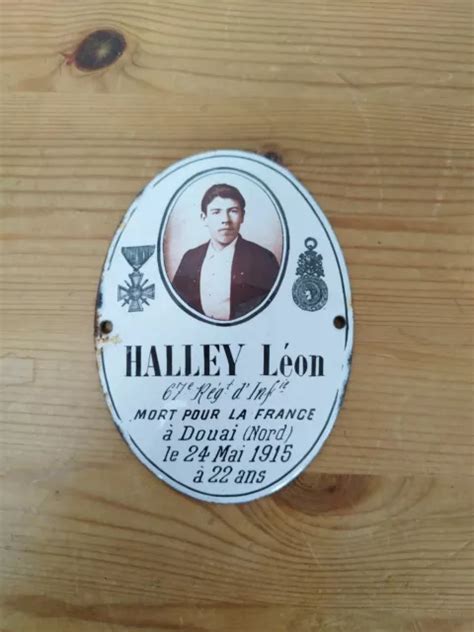 HALLEY Léon
67e Régt d'Infie
MORT POUR LA FRANCE
à Douai (Nord)
le 24 Mai 1915
à 22 ans